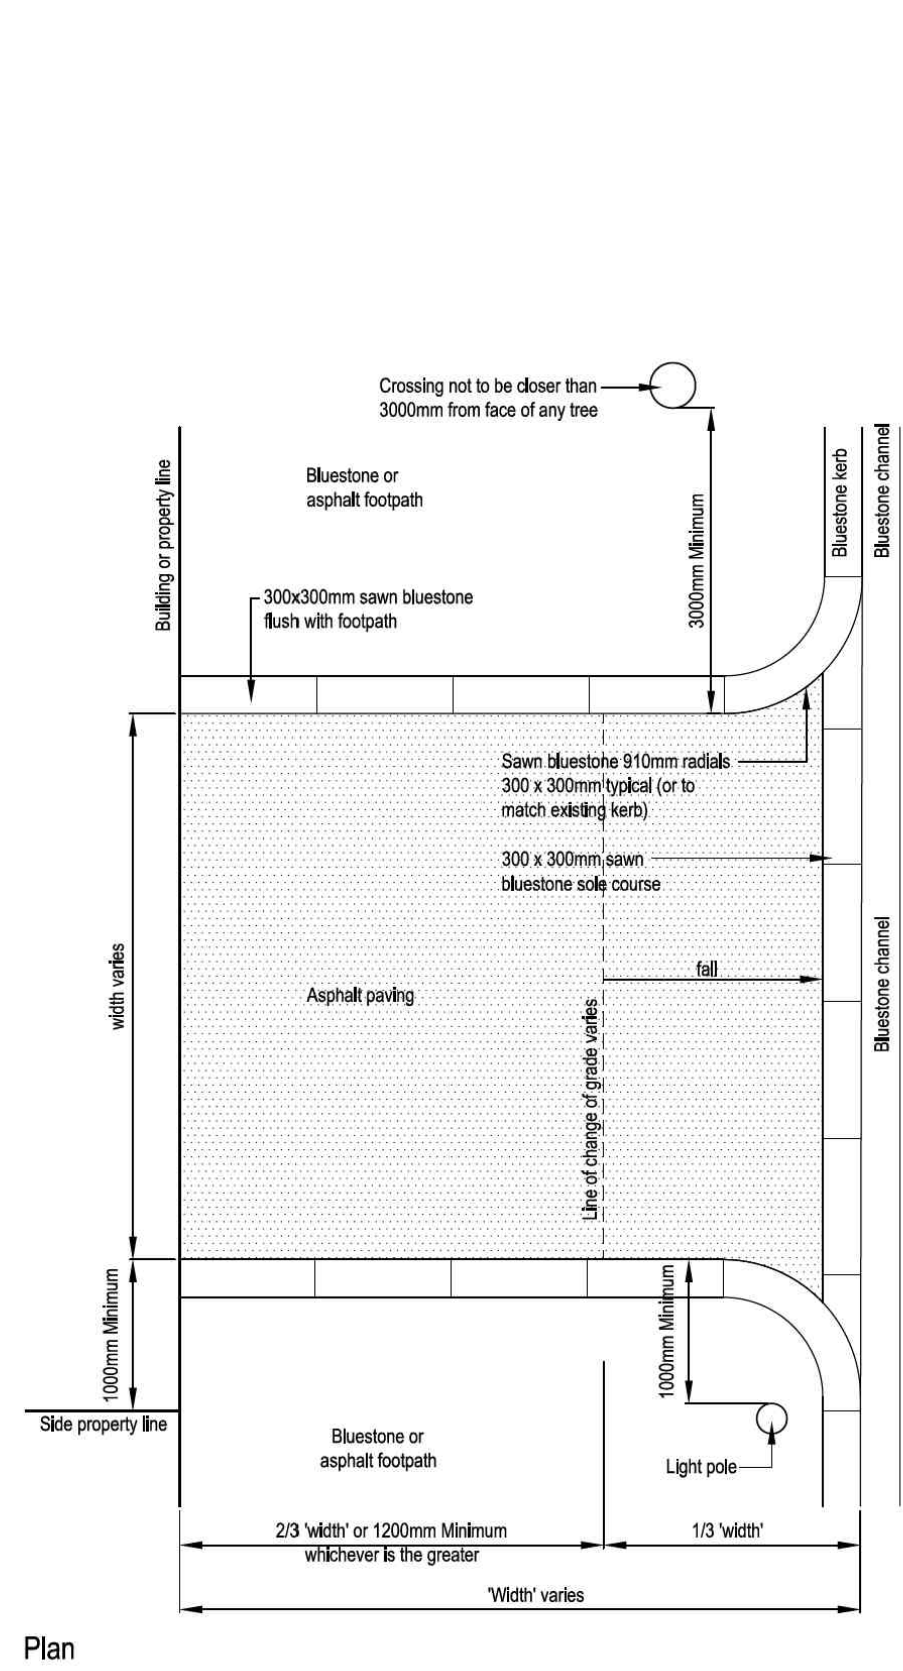 Crossing not to be closer than
3000mm from face of any tree
Bluestone or
asphalt footpath
Building or property line
3000mm Minimum
Bluestone kerb
Bluestone channel
300x300mm sawn bluestone
flush with footpath
Sawn bluestone 910mm radials
300 x 300mm typical (or to
match existing kerb)
300 x 300mm sawn
bluestone sole course
fall
width varies
Asphalt paving
Line of change of grade varies
Bluestone channel
1000mm Minimum
1000mm Minimum
Side property line
Bluestone or
asphalt footpath
Light pole
2/3 'width' or 1200mm Minimum
whichever is the greater
1/3 'width'
'Width' varies
Plan